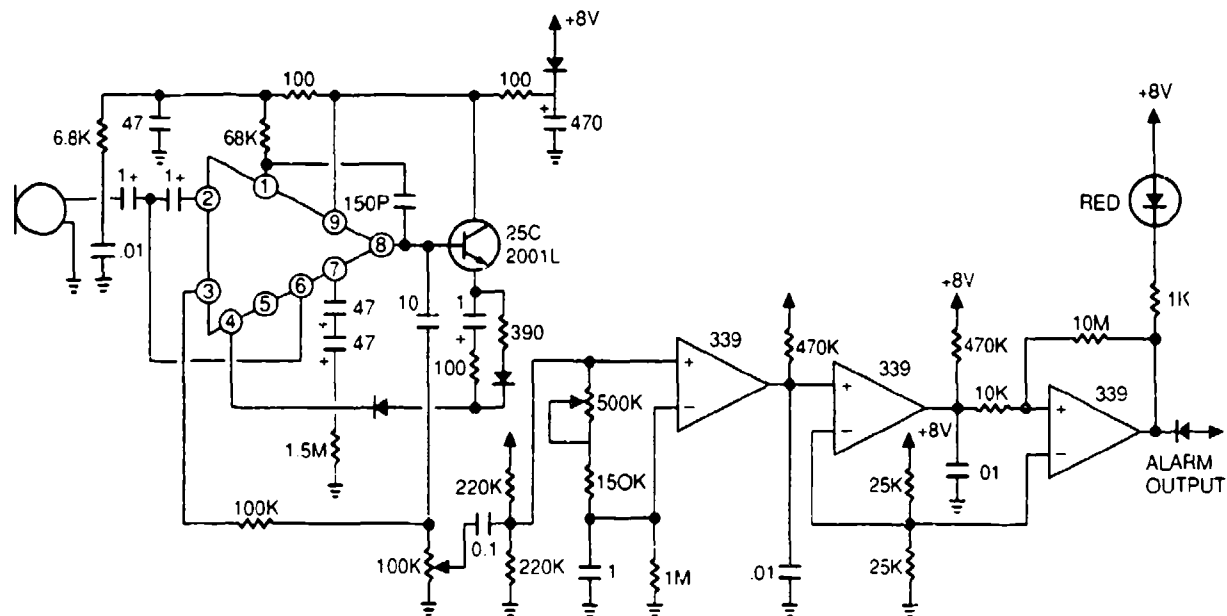 +8V
100
100
+
470
6.8K
47
68K
1+
1+
2
1
150P
9
8
25C
2001L
.01
3
4
5
6
7
47
+
47
+
10
1
+
390
100
1.5M
100K
100K
0.1
220K
220K
500K
150K
1
1M
339
+
−
470K
.01
339
+
−
+8V
470K
10K
+8V
25K
25K
.01
10M
339
+
−
+8V
RED
1K
ALARM
OUTPUT